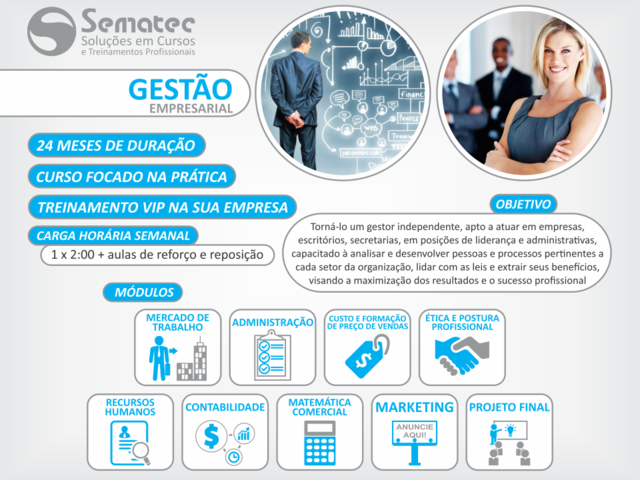 Sematec
Soluções em Cursos
e Treinamentos Profissionais
GESTÃO
EMPRESARIAL
24 MESES DE DURAÇÃO
CURSO FOCADO NA PRÁTICA
TREINAMENTO VIP NA SUA EMPRESA
CARGA HORÁRIA SEMANAL
1 x 2:00 + aulas de reforço e reposição
OBJETIVO
Torná-lo um gestor independente, apto a atuar em empresas,
escritórios, secretarias, em posições de liderança e administrativas,
capacitado à analisar e desenvolver pessoas e processos pertinentes a
cada setor da organização, lidar com as leis e extrair seus benefícios,
visando a maximização dos resultados e o sucesso profissional
MÓDULOS
MERCADO DE
TRABALHO
ADMINISTRAÇÃO
CUSTO E FORMAÇÃO
DE PREÇO DE VENDAS
ÉTICA E POSTURA
PROFISSIONAL
RECURSOS
HUMANOS
CONTABILIDADE
MATEMÁTICA
COMERCIAL
MARKETING
ANUNCIE
AQUI!
PROJETO FINAL